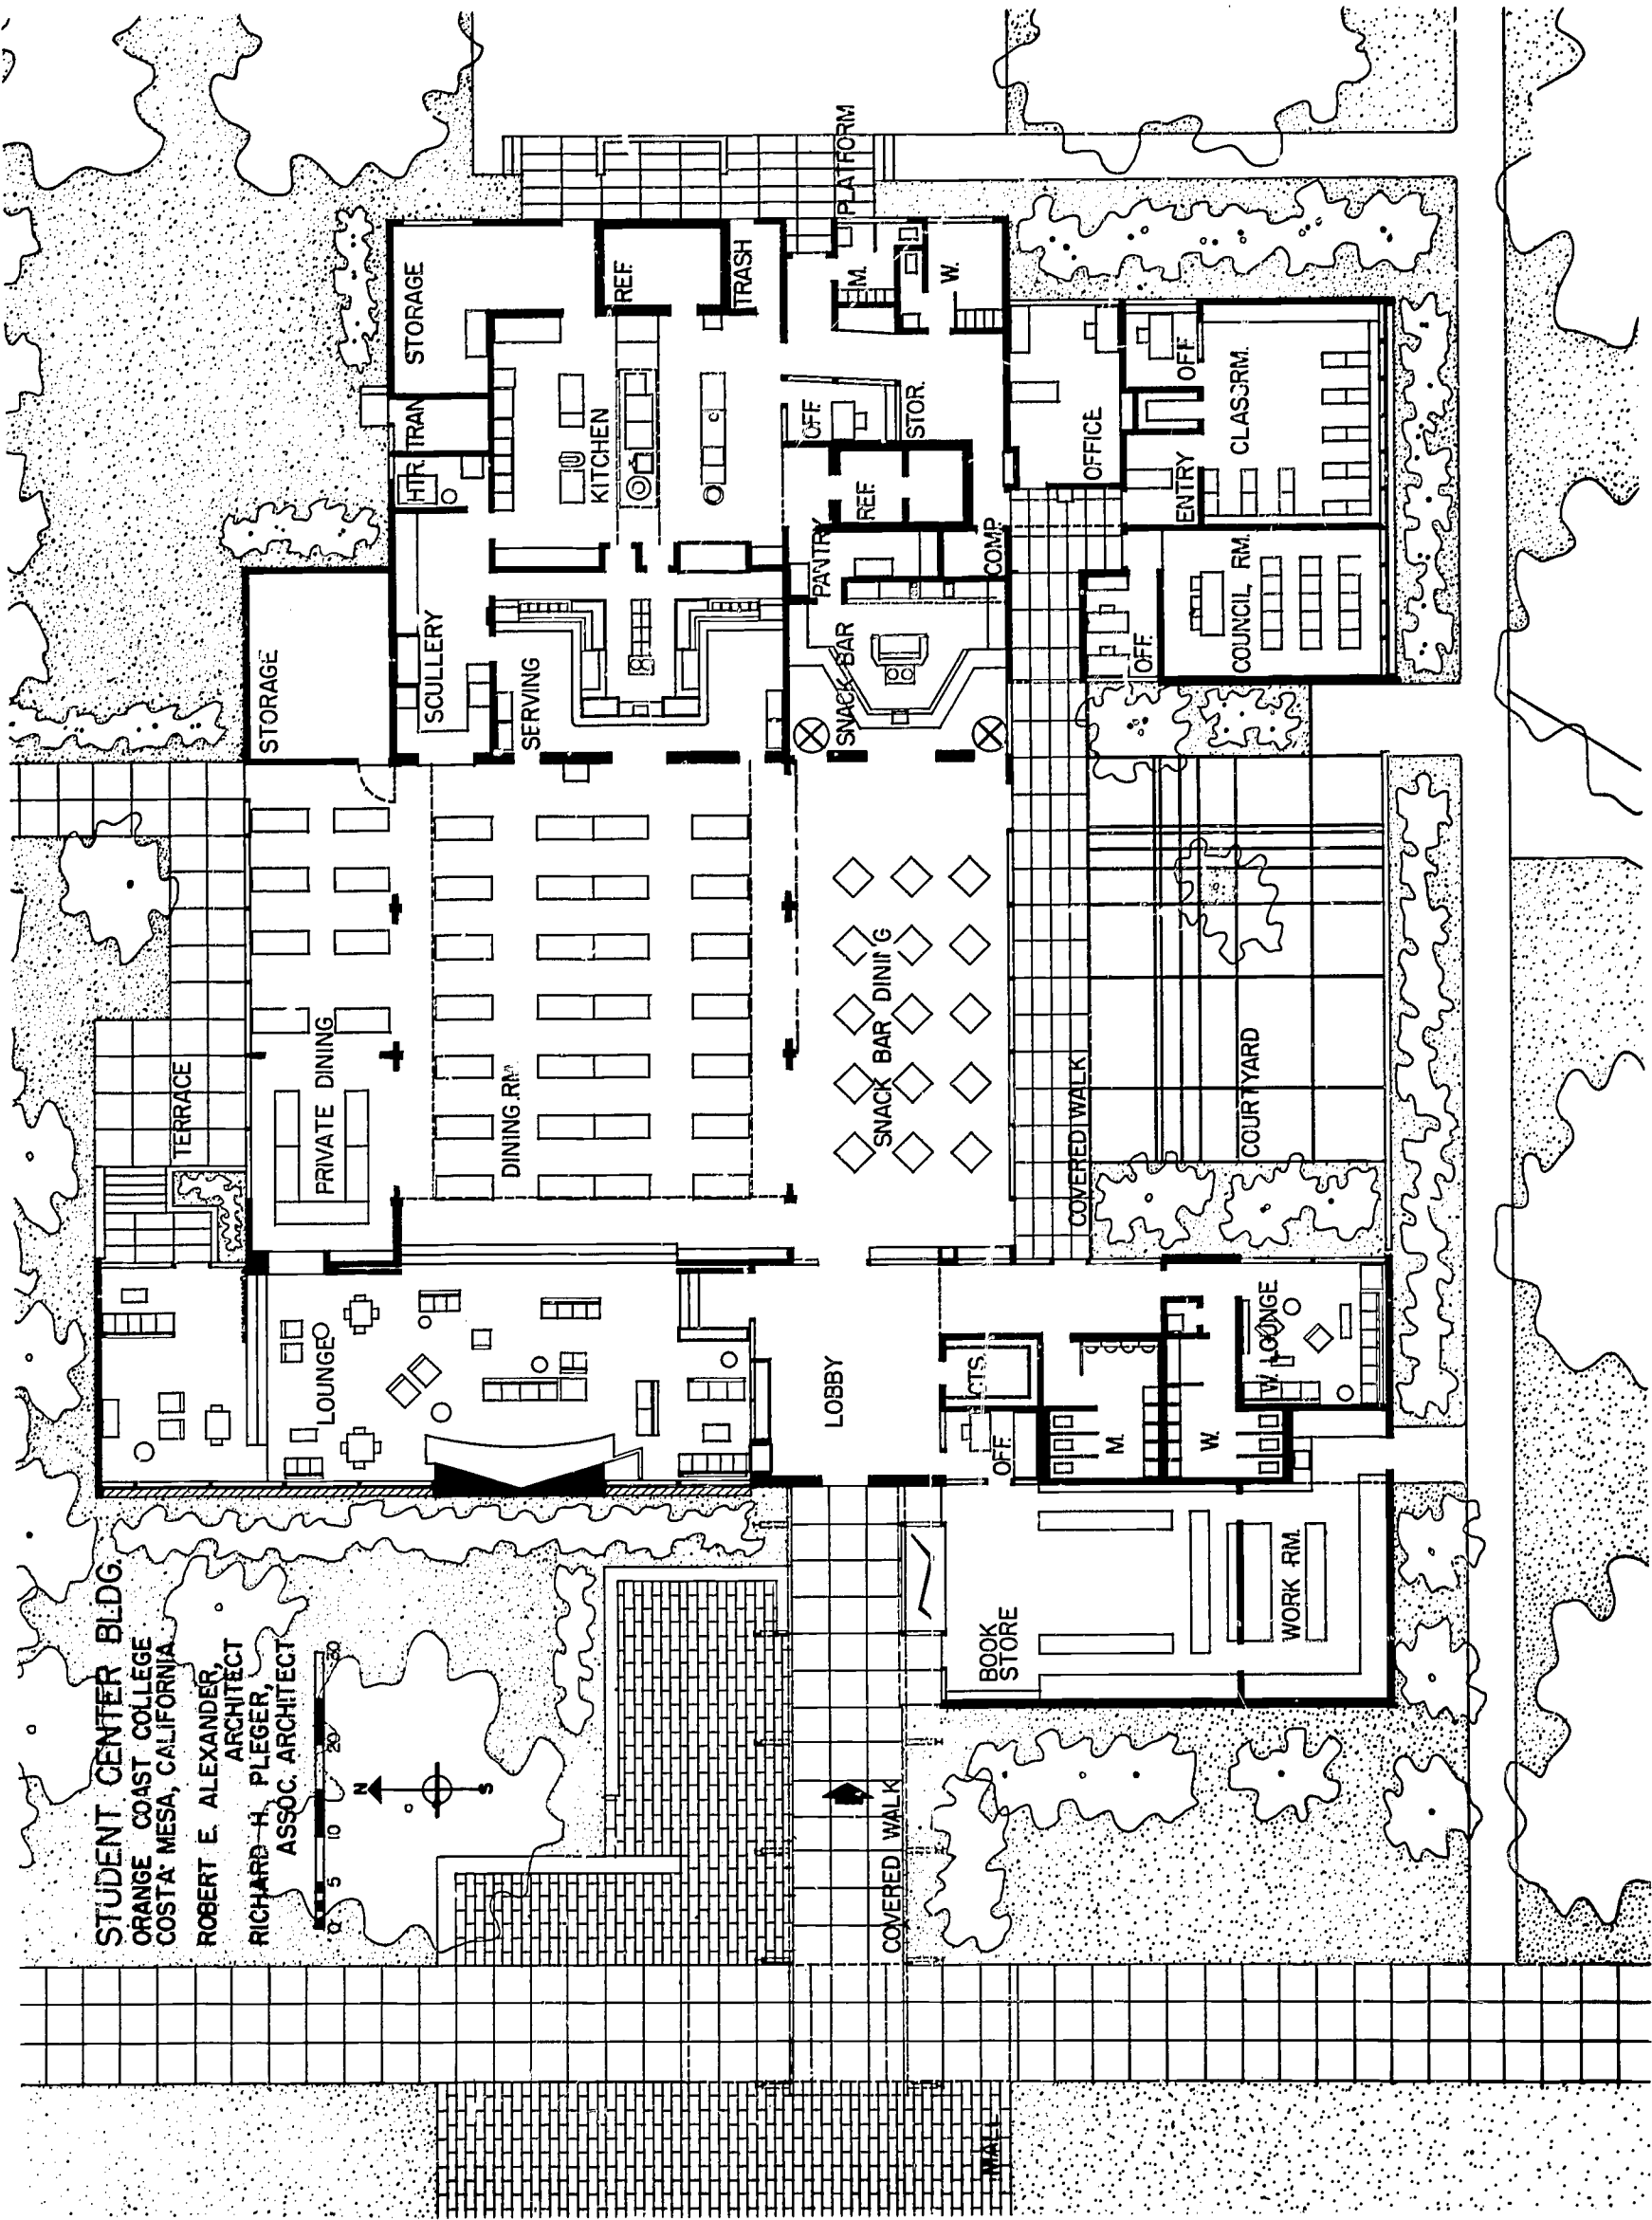 STUDENT CENTER BLDG.
ORANGE COAST COLLEGE
COSTA MESA, CALIFORNIA
ROBERT E. ALEXANDER,
ARCHITECT
RICHARD H. PLEGER,
ASSOC. ARCHITECT
0 5 10 20 30
N
S
TERRACE
STORAGE
LOUNGE
PRIVATE DINING
SCULLERY
HTR.
TRAN
STORAGE
DINING RM.
SERVING
KITCHEN
REF.
TRASH
LOBBY
SNACK BAR DINING
SNACK BAR
PANTRY
REF.
OFF.
STOR.
M.
W.
PLATFORM
COMP.
COVERED WALK
MALL
BOOK
STORE
WORK RM.
OFF.
CTS.
M.
W.
W. LOUNGE
COVERED WALK
COURTYARD
OFF.
COUNCIL RM.
OFFICE
ENTRY
OFF.
CLASSRM.